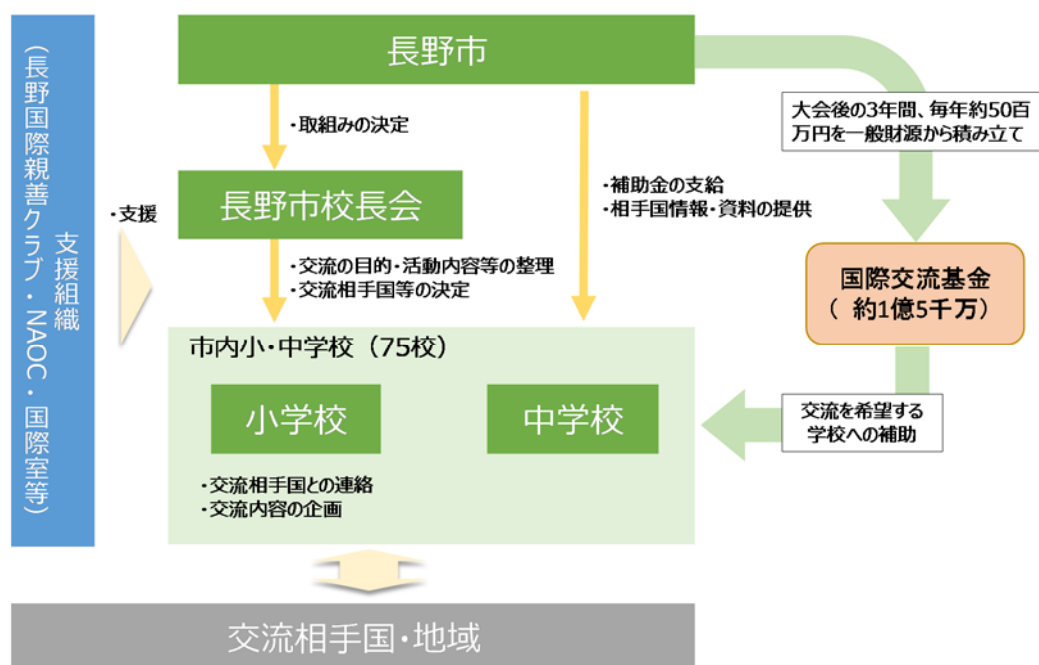 長野市
・取組みの決定
大会後の3年間、毎年約50百
万円を一般財源から積み立て
支援組織
(長野国際親善クラブ・NAOC・国際室等)
・支援
長野市校長会
・補助金の支給
・相手国情報・資料の提供
・交流の目的・活動内容等の整理
・交流相手国等の決定
国際交流基金
( 約1億5千万)
市内小・中学校（75校）
小学校
中学校
交流を希望する
学校への補助
・交流相手国との連絡
・交流内容の企画
交流相手国・地域